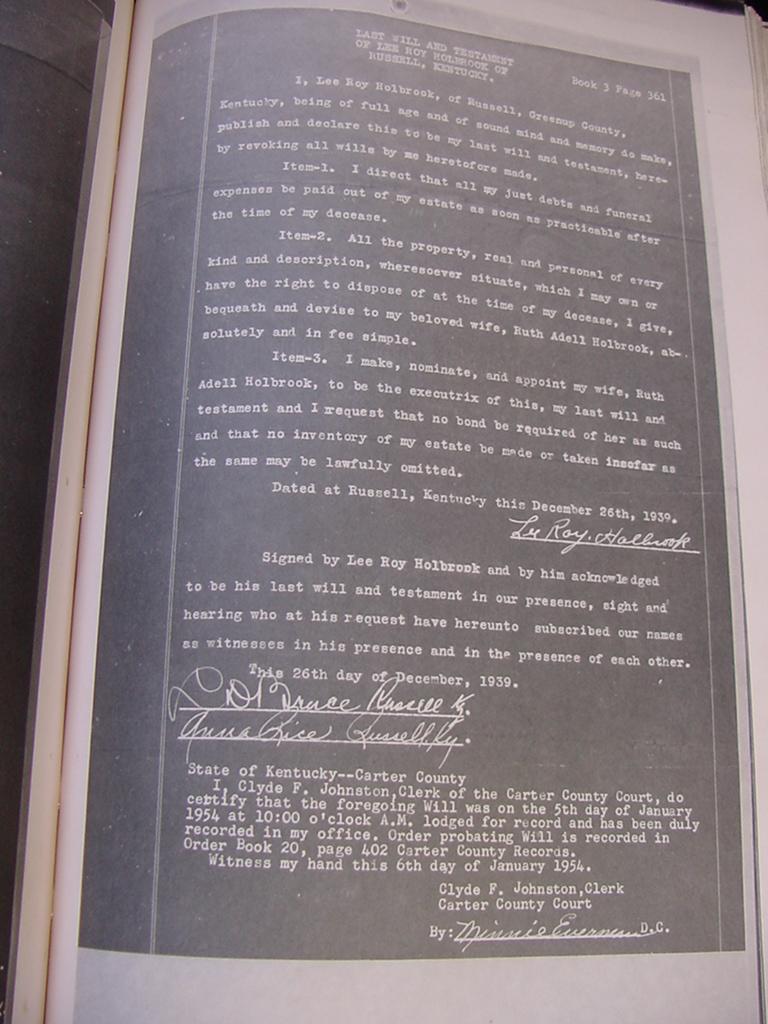 LAST WILL AND TESTAMENT
OF LEE ROY HOLBROOK OF
RUSSELL, KENTUCKY.
Book 3 Page 361
I, Lee Roy Holbrook, of Russell, Greenup County,
Kentucky, being of full age and of sound mind and memory do make,
publish and declare this to be my last will and testament, here-
by revoking all wills by me heretofore made.
Item-1. I direct that all my just debts and funeral
expenses be paid out of my estate as soon as practicable after
the time of my decease.
Item-2. All the property, real and personal of every
kind and description, wheresoever situate, which I may own or
have the right to dispose of at the time of my decease, I give,
bequeath and devise to my beloved wife, Ruth Adell Holbrook, ab-
solutely and in fee simple.
Item-3. I make, nominate, and appoint my wife, Ruth
Adell Holbrook, to be the executrix of this, my last will and
testament and I request that no bond be required of her as such
and that no inventory of my estate be made or taken insofar as
the same may be lawfully omitted.
Dated at Russell, Kentucky this December 26th, 1939.
Lee Roy Holbrook
Signed by Lee Roy Holbrook and by him acknowledged
to be his last will and testament in our presence, sight and
hearing who at his request have hereunto subscribed our names
as witnesses in his presence and in the presence of each other.
This 26th day of December, 1939.
Bruce Russell Ky.
Anna Rice Russell, Ky.
State of Kentucky--Carter County
I, Clyde F. Johnston,Clerk of the Carter County Court, do
certify that the foregoing Will was on the 5th day of January
1954 at 10:00 o'clock A.M. lodged for record and has been duly
recorded in my office. Order probating Will is recorded in
Order Book 20, page 402 Carter County Records.
Witness my hand this 6th day of January 1954.
Clyde F. Johnston,Clerk
Carter County Court
By: Minnie D.C.